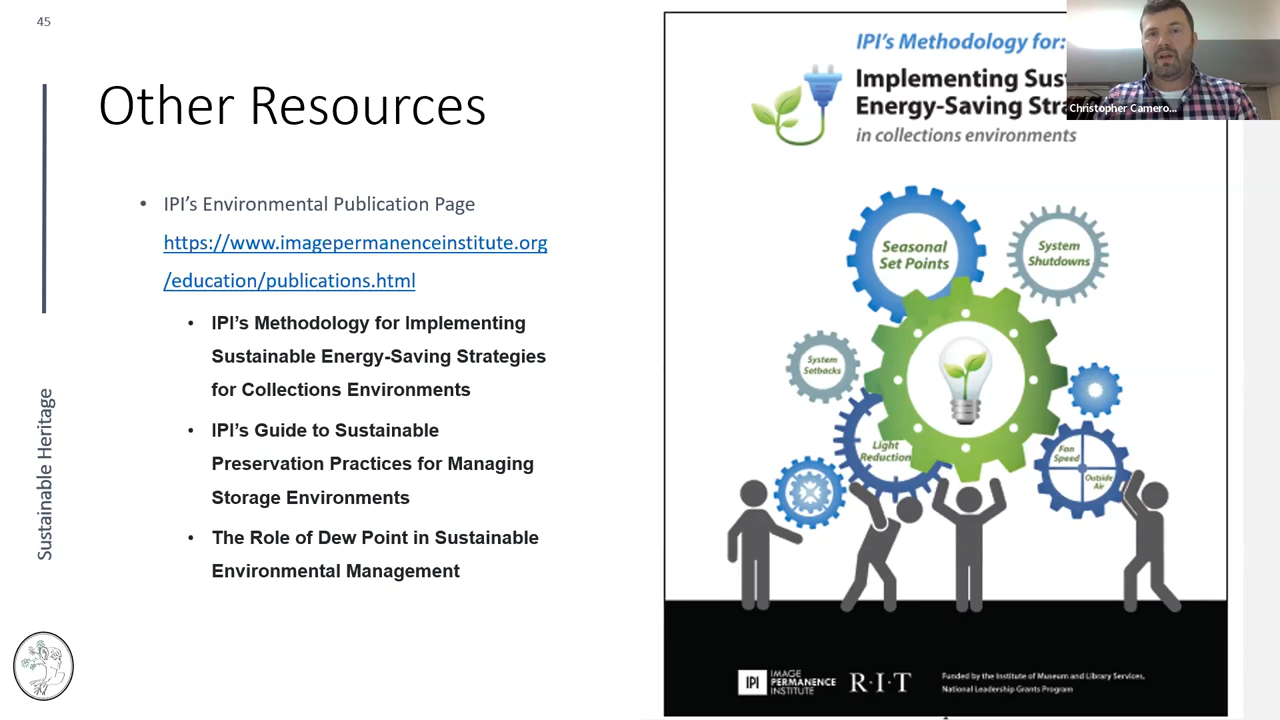 45
Other Resources
• IPI's Environmental Publication Page
https://www.imagepermanenceinstitute.org
/education/publications.html
• IPI's Methodology for Implementing
Sustainable Energy-Saving Strategies
for Collections Environments
• IPI's Guide to Sustainable
Preservation Practices for Managing
Storage Environments
• The Role of Dew Point in Sustainable
Environmental Management
Sustainable Heritage
IPI's Methodology for:
Implementing Sus
Energy-Saving Stra
in collections environments
Christopher Camero...
Seasonal
Set Points
System
Shutdowns
System
Setbacks
Light
Reduction
Fan
Speed
Outside
Air
IPI
IMAGE
PERMANENCE
INSTITUTE
R·I·T
Funded by the Institute of Museum and Library Services,
National Leadership Grants Program